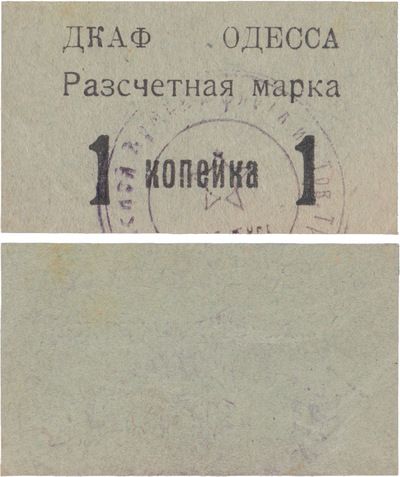 ДКАФ ОДЕССА
Разсчетная марка
1 копейка 1